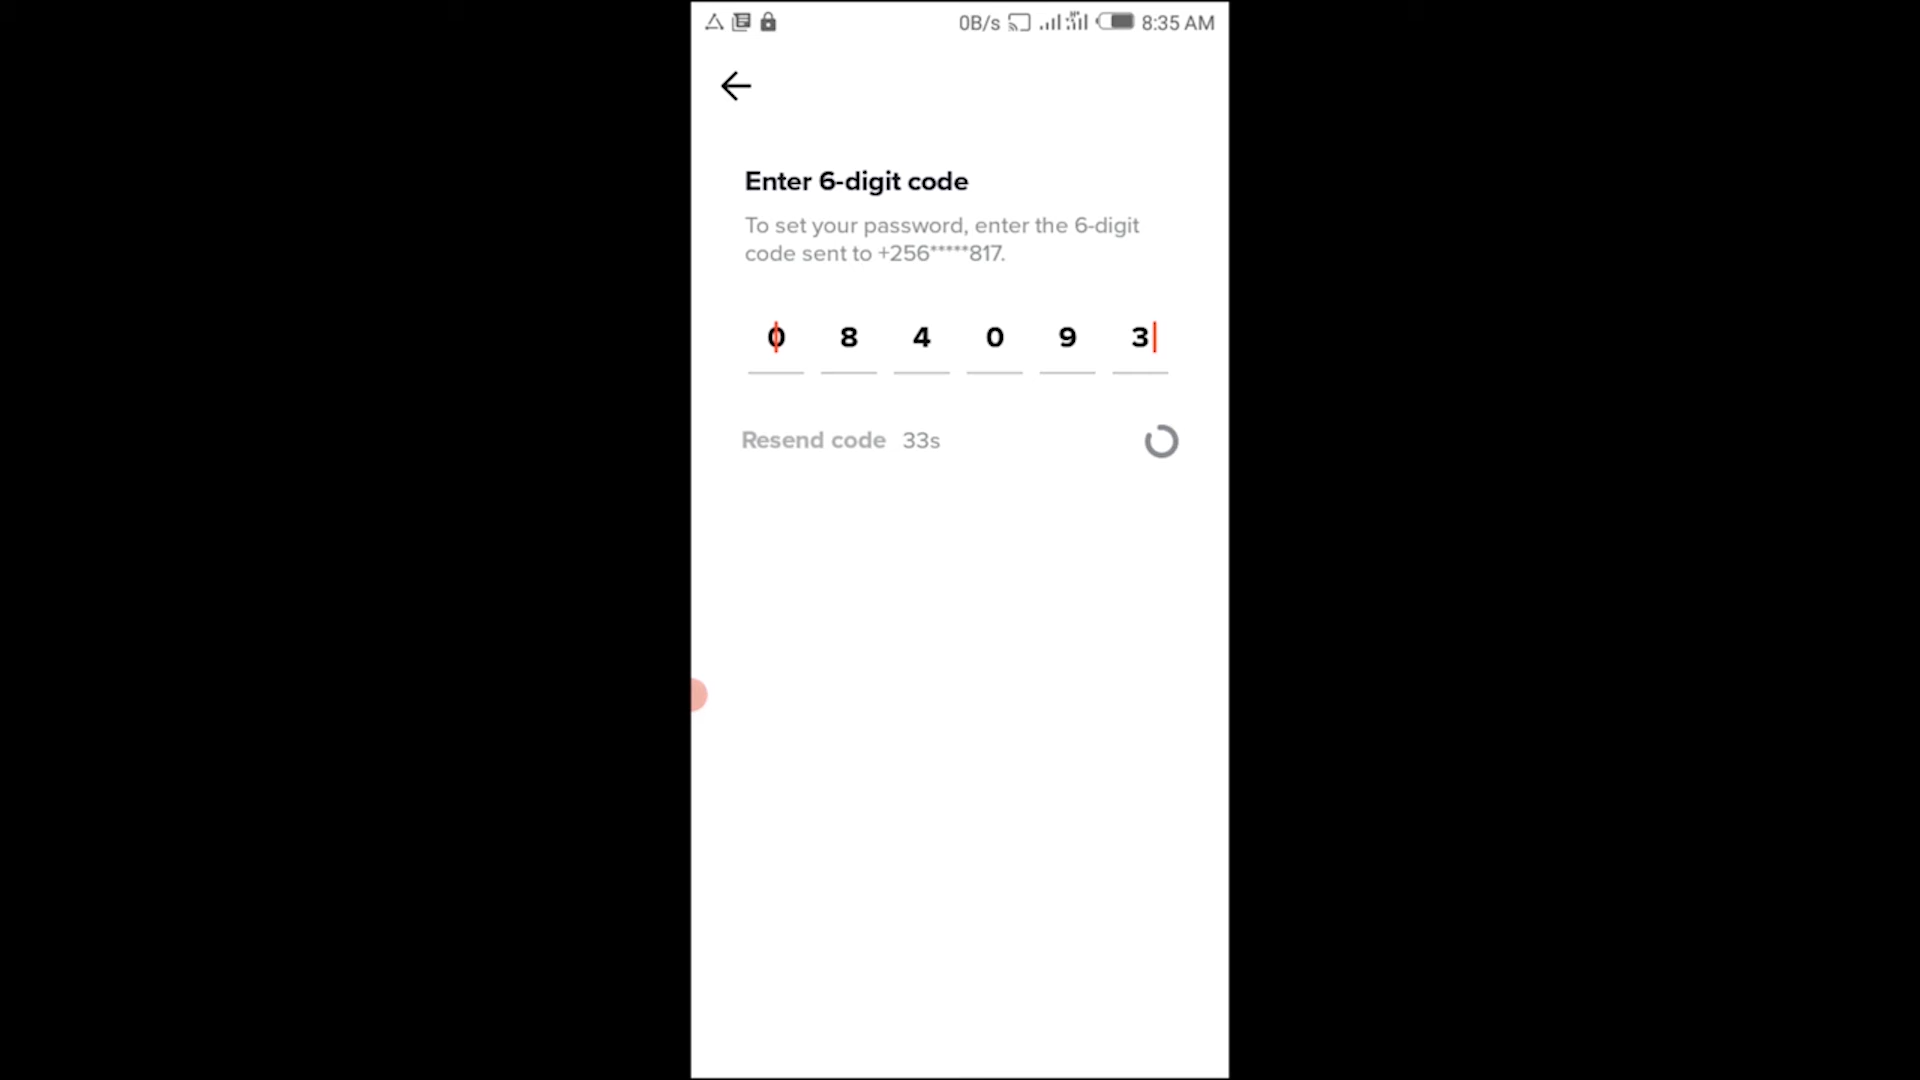 0B/s 8:35 AM
Enter 6-digit code
To set your password, enter the 6-digit
code sent to +256*****817.
0 8 4 0 9 3
Resend code 33s